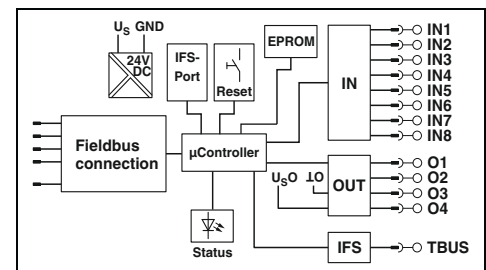 Us GND
24V
DC
IFS-
Port
Reset
EPROM
IN
IN1
IN2
IN3
IN4
IN5
IN6
IN7
IN8
Fieldbus
connection
µController
UsO
OT
OUT
O1
O2
O3
O4
Status
IFS
TBUS